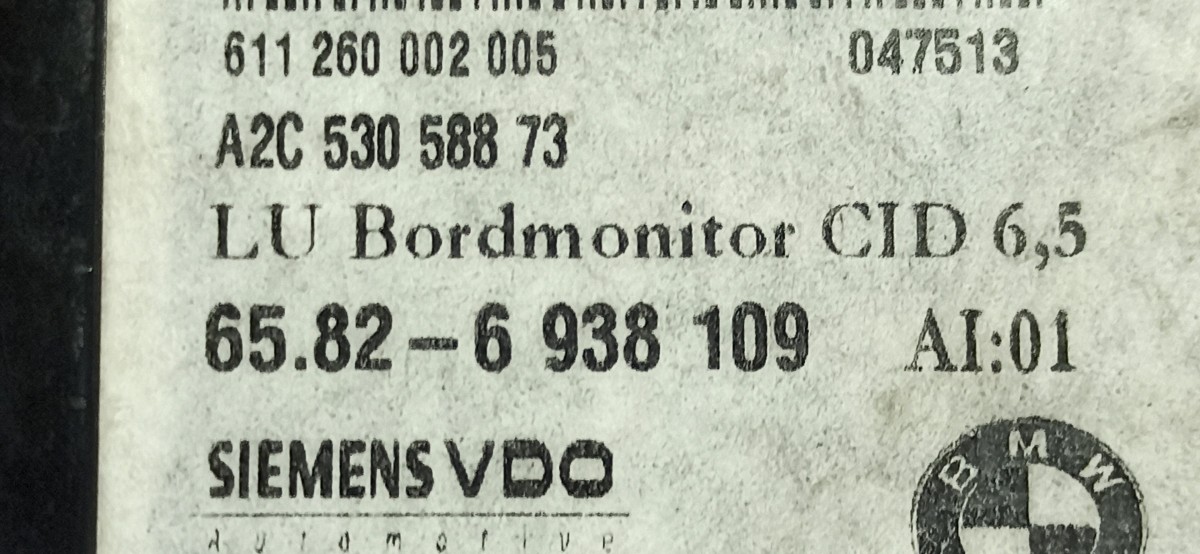 611 260 002 005 047513
A2C 530 588 73
LU Bordmonitor CID 6,5
65.82-6 938 109 AI:01
SIEMENS VDO
Automotive
BMW